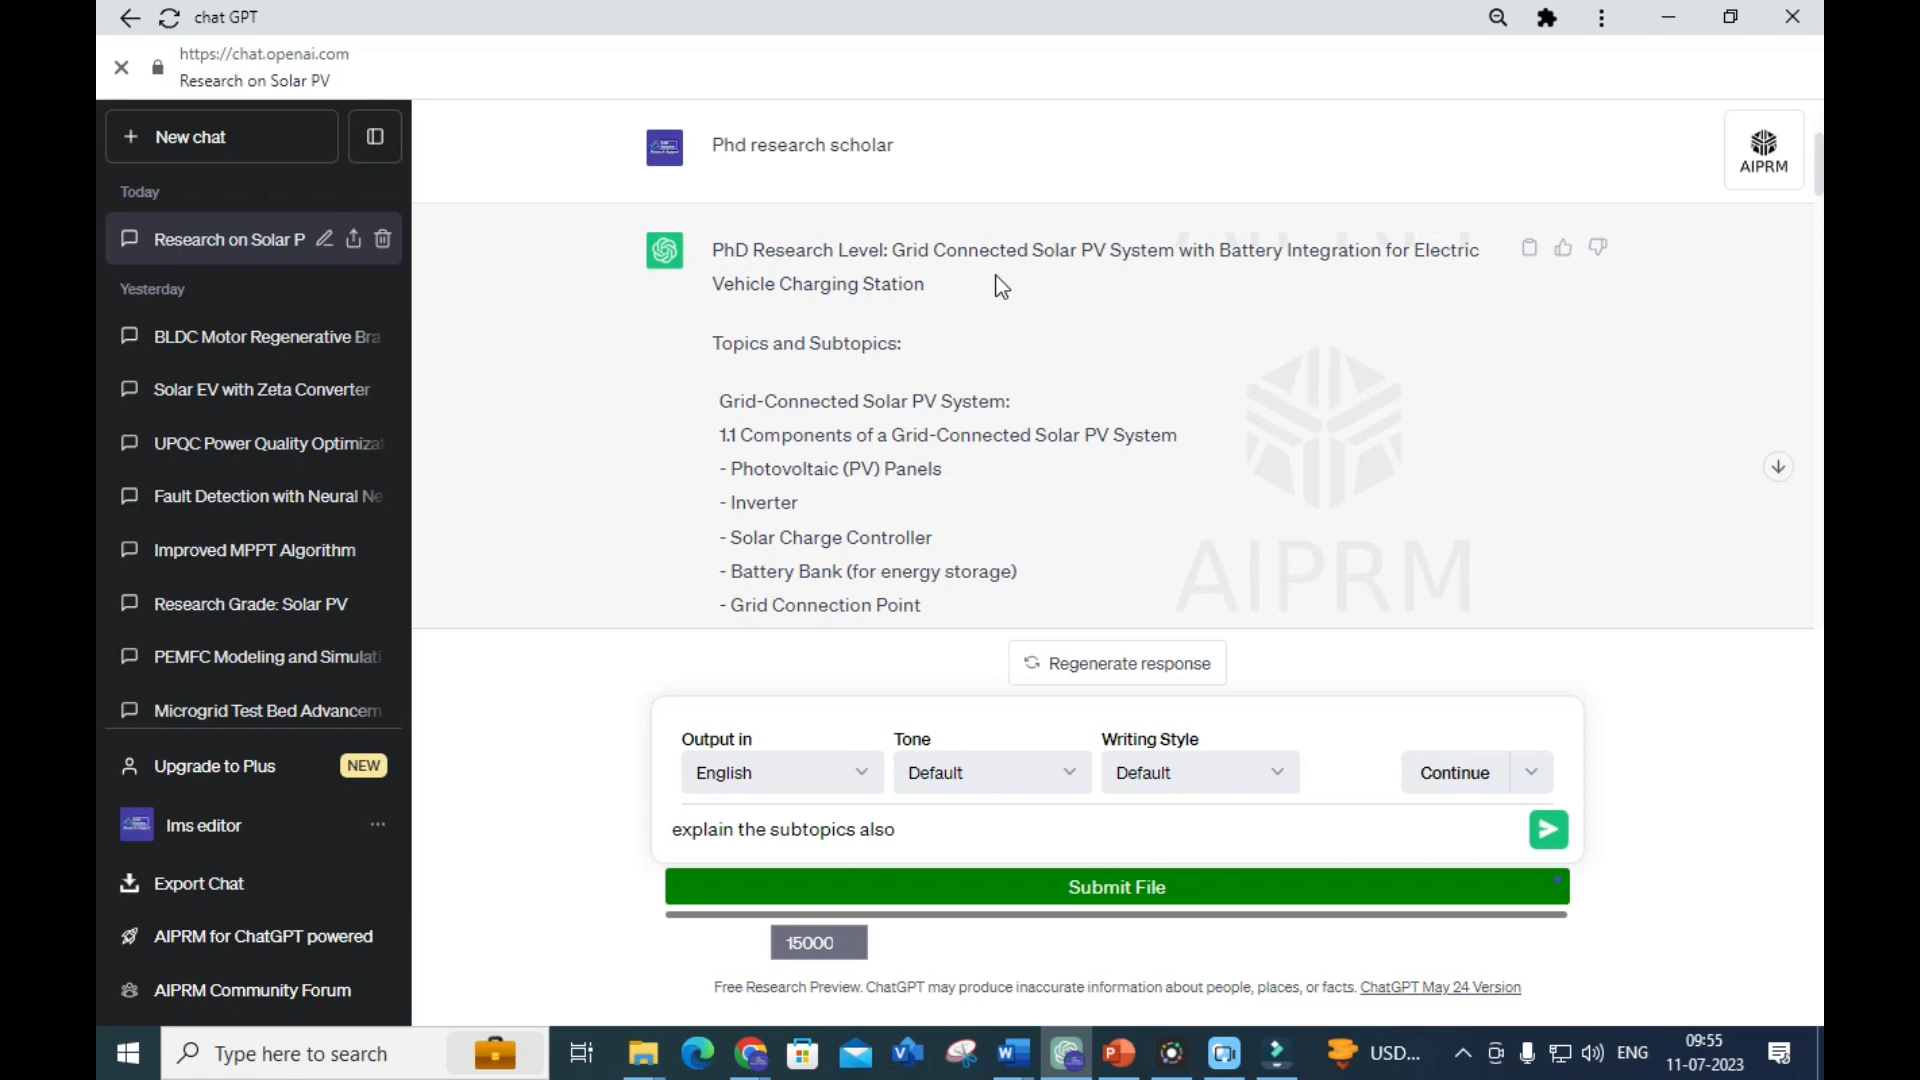 chat GPT
https://chat.openai.com
Research on Solar PV
New chat
Today
Research on Solar P
Yesterday
BLDC Motor Regenerative Bra
Solar EV with Zeta Converter
UPQC Power Quality Optimizat
Fault Detection with Neural Ne
Improved MPPT Algorithm
Research Grade: Solar PV
PEMFC Modeling and Simulati
Microgrid Test Bed Advancem
Upgrade to Plus
NEW
lms editor
Export Chat
AIPRM for ChatGPT powered
AIPRM Community Forum
Phd research scholar
AIPRM
PhD Research Level: Grid Connected Solar PV System with Battery Integration for Electric
Vehicle Charging Station
Topics and Subtopics:
Grid-Connected Solar PV System:
1.1 Components of a Grid-Connected Solar PV System
- Photovoltaic (PV) Panels
- Inverter
- Solar Charge Controller
- Battery Bank (for energy storage)
- Grid Connection Point
AIPRM
Regenerate response
Output in
Tone
Writing Style
English
Default
Default
Continue
explain the subtopics also
Submit File
15000
Free Research Preview. ChatGPT may produce inaccurate information about people, places, or facts. ChatGPT May 24 Version
Type here to search
USD...
ENG
09:55
11-07-2023